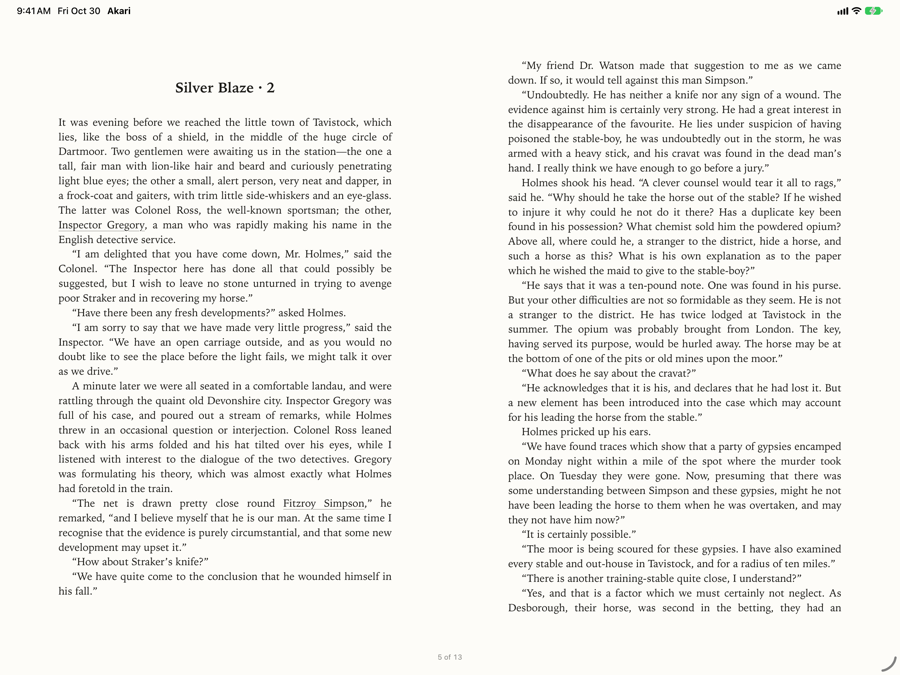 9:41 AM Fri Oct 30 Akari
Silver Blaze · 2
It was evening before we reached the little town of Tavistock, which
lies, like the boss of a shield, in the middle of the huge circle of
Dartmoor. Two gentlemen were awaiting us in the station—the one a
tall, fair man with lion-like hair and beard and curiously penetrating
light blue eyes; the other a small, alert person, very neat and dapper, in
a frock-coat and gaiters, with trim little side-whiskers and an eye-glass.
The latter was Colonel Ross, the well-known sportsman; the other,
Inspector Gregory, a man who was rapidly making his name in the
English detective service.
“I am delighted that you have come down, Mr. Holmes,” said the
Colonel. “The Inspector here has done all that could possibly be
suggested, but I wish to leave no stone unturned in trying to avenge
poor Straker and in recovering my horse.”
“Have there been any fresh developments?” asked Holmes.
“I am sorry to say that we have made very little progress,” said the
Inspector. “We have an open carriage outside, and as you would no
doubt like to see the place before the light fails, we might talk it over
as we drive.”
A minute later we were all seated in a comfortable landau, and were
rattling through the quaint old Devonshire city. Inspector Gregory was
full of his case, and poured out a stream of remarks, while Holmes
threw in an occasional question or interjection. Colonel Ross leaned
back with his arms folded and his hat tilted over his eyes, while I
listened with interest to the dialogue of the two detectives. Gregory
was formulating his theory, which was almost exactly what Holmes
had foretold in the train.
“The net is drawn pretty close round Fitzroy Simpson,” he
remarked, “and I believe myself that he is our man. At the same time I
recognise that the evidence is purely circumstantial, and that some new
development may upset it.”
“How about Straker’s knife?”
“We have quite come to the conclusion that he wounded himself in
his fall.”
“My friend Dr. Watson made that suggestion to me as we came
down. If so, it would tell against this man Simpson.”
“Undoubtedly. He has neither a knife nor any sign of a wound. The
evidence against him is certainly very strong. He had a great interest in
the disappearance of the favourite. He lies under suspicion of having
poisoned the stable-boy, he was undoubtedly out in the storm, he was
armed with a heavy stick, and his cravat was found in the dead man’s
hand. I really think we have enough to go before a jury.”
Holmes shook his head. “A clever counsel would tear it all to rags,”
said he. “Why should he take the horse out of the stable? If he wished
to injure it why could he not do it there? Has a duplicate key been
found in his possession? What chemist sold him the powdered opium?
Above all, where could he, a stranger to the district, hide a horse, and
such a horse as this? What is his own explanation as to the paper
which he wished the maid to give to the stable-boy?”
“He says that it was a ten-pound note. One was found in his purse.
But your other difficulties are not so formidable as they seem. He is not
a stranger to the district. He has twice lodged at Tavistock in the
summer. The opium was probably brought from London. The key,
having served its purpose, would be hurled away. The horse may be at
the bottom of one of the pits or old mines upon the moor.”
“What does he say about the cravat?”
“He acknowledges that it is his, and declares that he had lost it. But
a new element has been introduced into the case which may account
for his leading the horse from the stable.”
Holmes pricked up his ears.
“We have found traces which show that a party of gypsies encamped
on Monday night within a mile of the spot where the murder took
place. On Tuesday they were gone. Now, presuming that there was
some understanding between Simpson and these gypsies, might he not
have been leading the horse to them when he was overtaken, and may
they not have him now?”
“It is certainly possible.”
“The moor is being scoured for these gypsies. I have also examined
every stable and out-house in Tavistock, and for a radius of ten miles.”
“There is another training-stable quite close, I understand?”
“Yes, and that is a factor which we must certainly not neglect. As
Desborough, their horse, was second in the betting, they had an
5 of 13